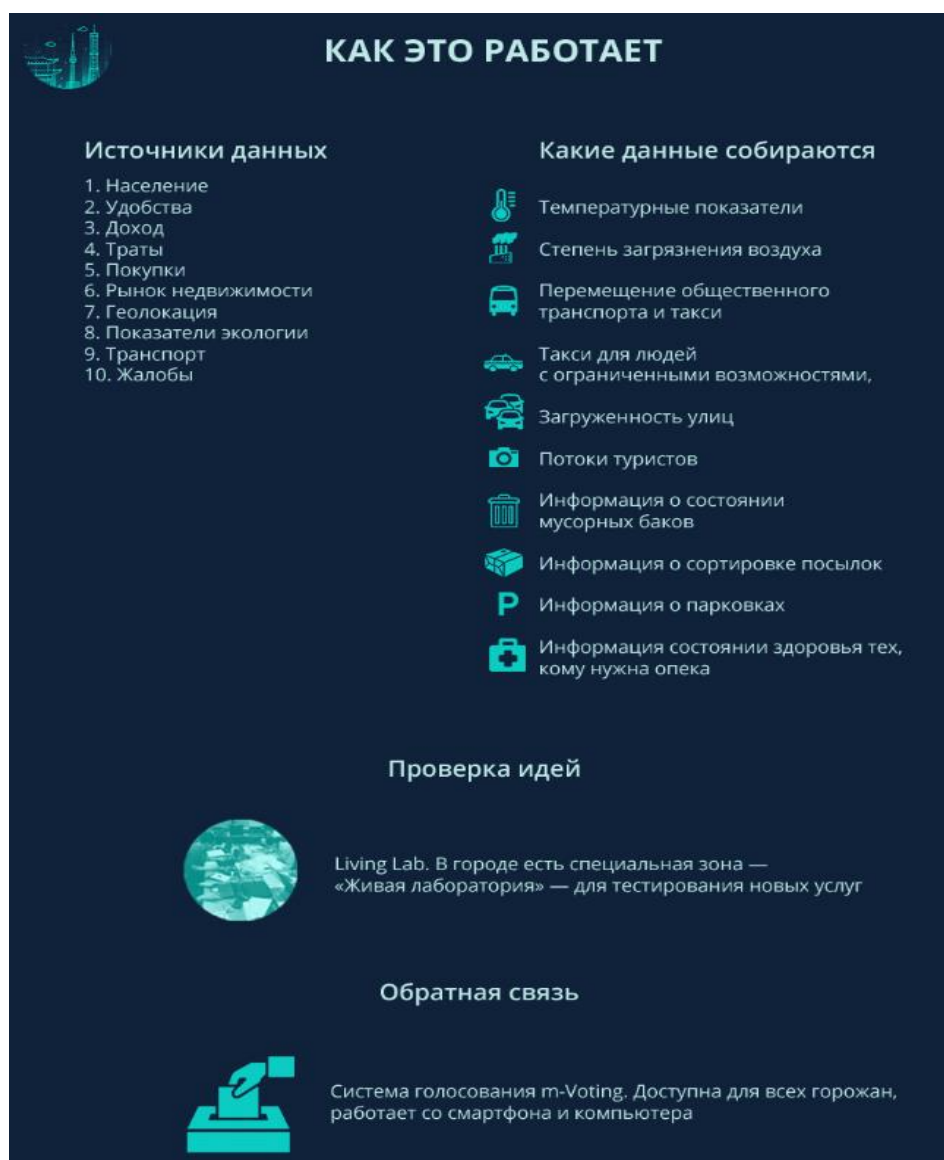 КАК ЭТО РАБОТАЕТ
Источники данных
1. Население
2. Удобства
3. Доход
4. Траты
5. Покупки
6. Рынок недвижимости
7. Геолокация
8. Показатели экологии
9. Транспорт
10. Жалобы
Какие данные собираются
Температурные показатели
Степень загрязнения воздуха
Перемещение общественного
транспорта и такси
Такси для людей
с ограниченными возможностями,
Загруженность улиц
Потоки туристов
Информация о состоянии
мусорных баков
Информация о сортировке посылок
P Информация о парковках
Информация состоянии здоровья тех,
кому нужна опека
Проверка идей
Living Lab. В городе есть специальная зона —
«Живая лаборатория» — для тестирования новых услуг
Обратная связь
Система голосования m-Voting. Доступна для всех горожан,
работает со смартфона и компьютера